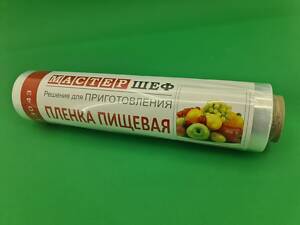 МАСТЕР ШЕФ
Решение для ПРИГОТОВЛЕНИЯ
ПЛЕНКА ПИЩЕВАЯ